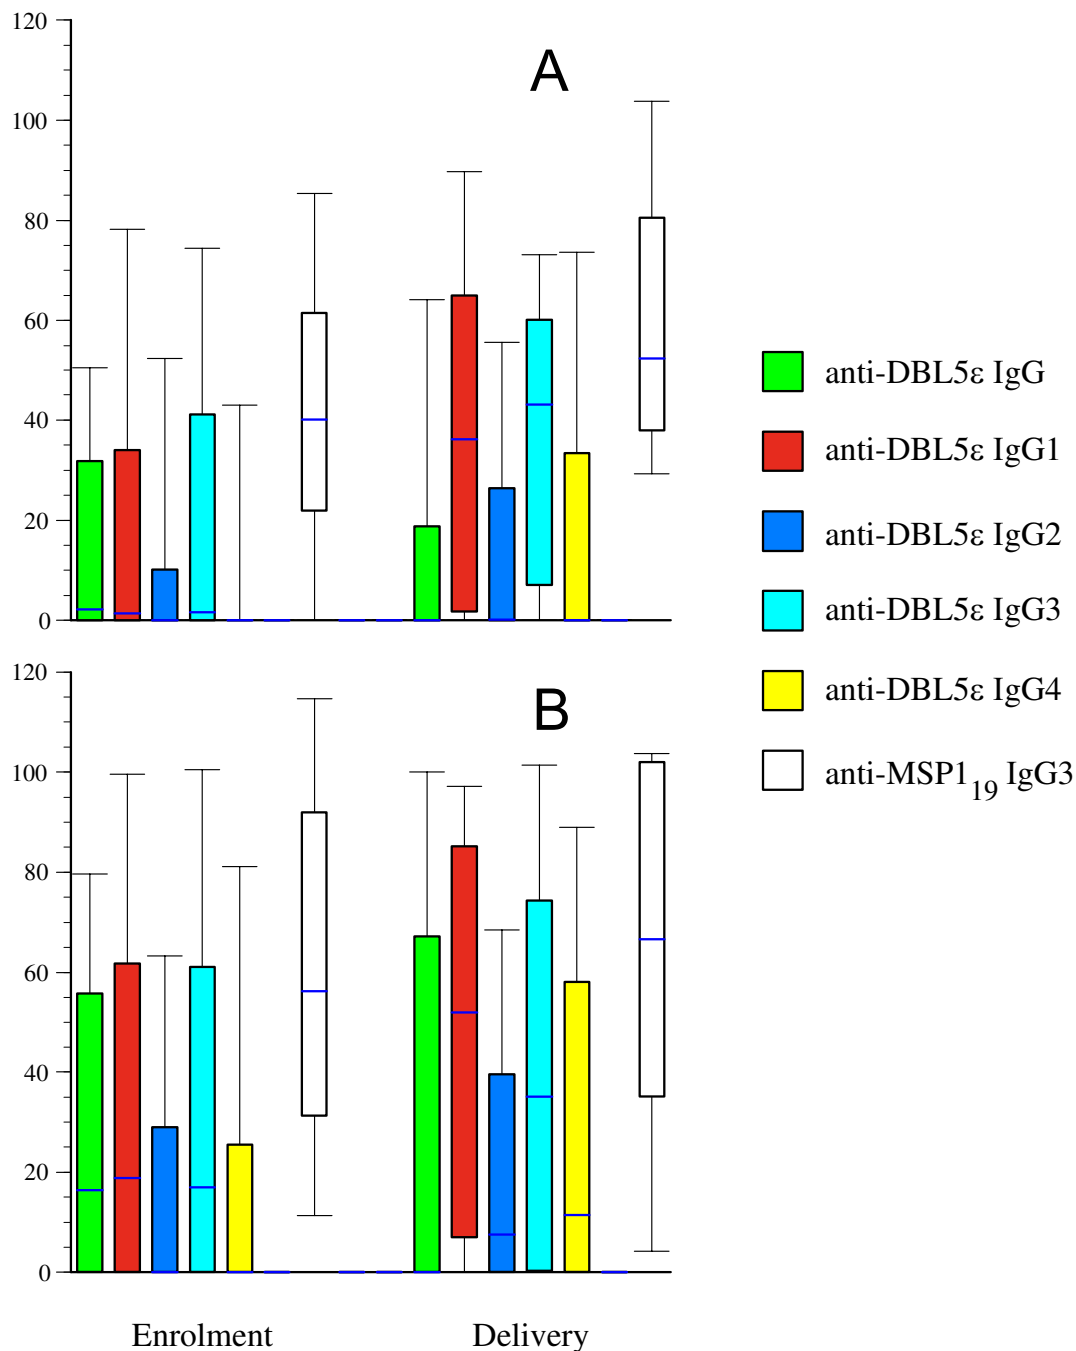 120
100
80
60
40
20
0
A
120
100
80
60
40
20
0
B
Enrolment Delivery
anti-DBL5ε IgG
anti-DBL5ε IgG1
anti-DBL5ε IgG2
anti-DBL5ε IgG3
anti-DBL5ε IgG4
anti-MSP1₁₉ IgG3